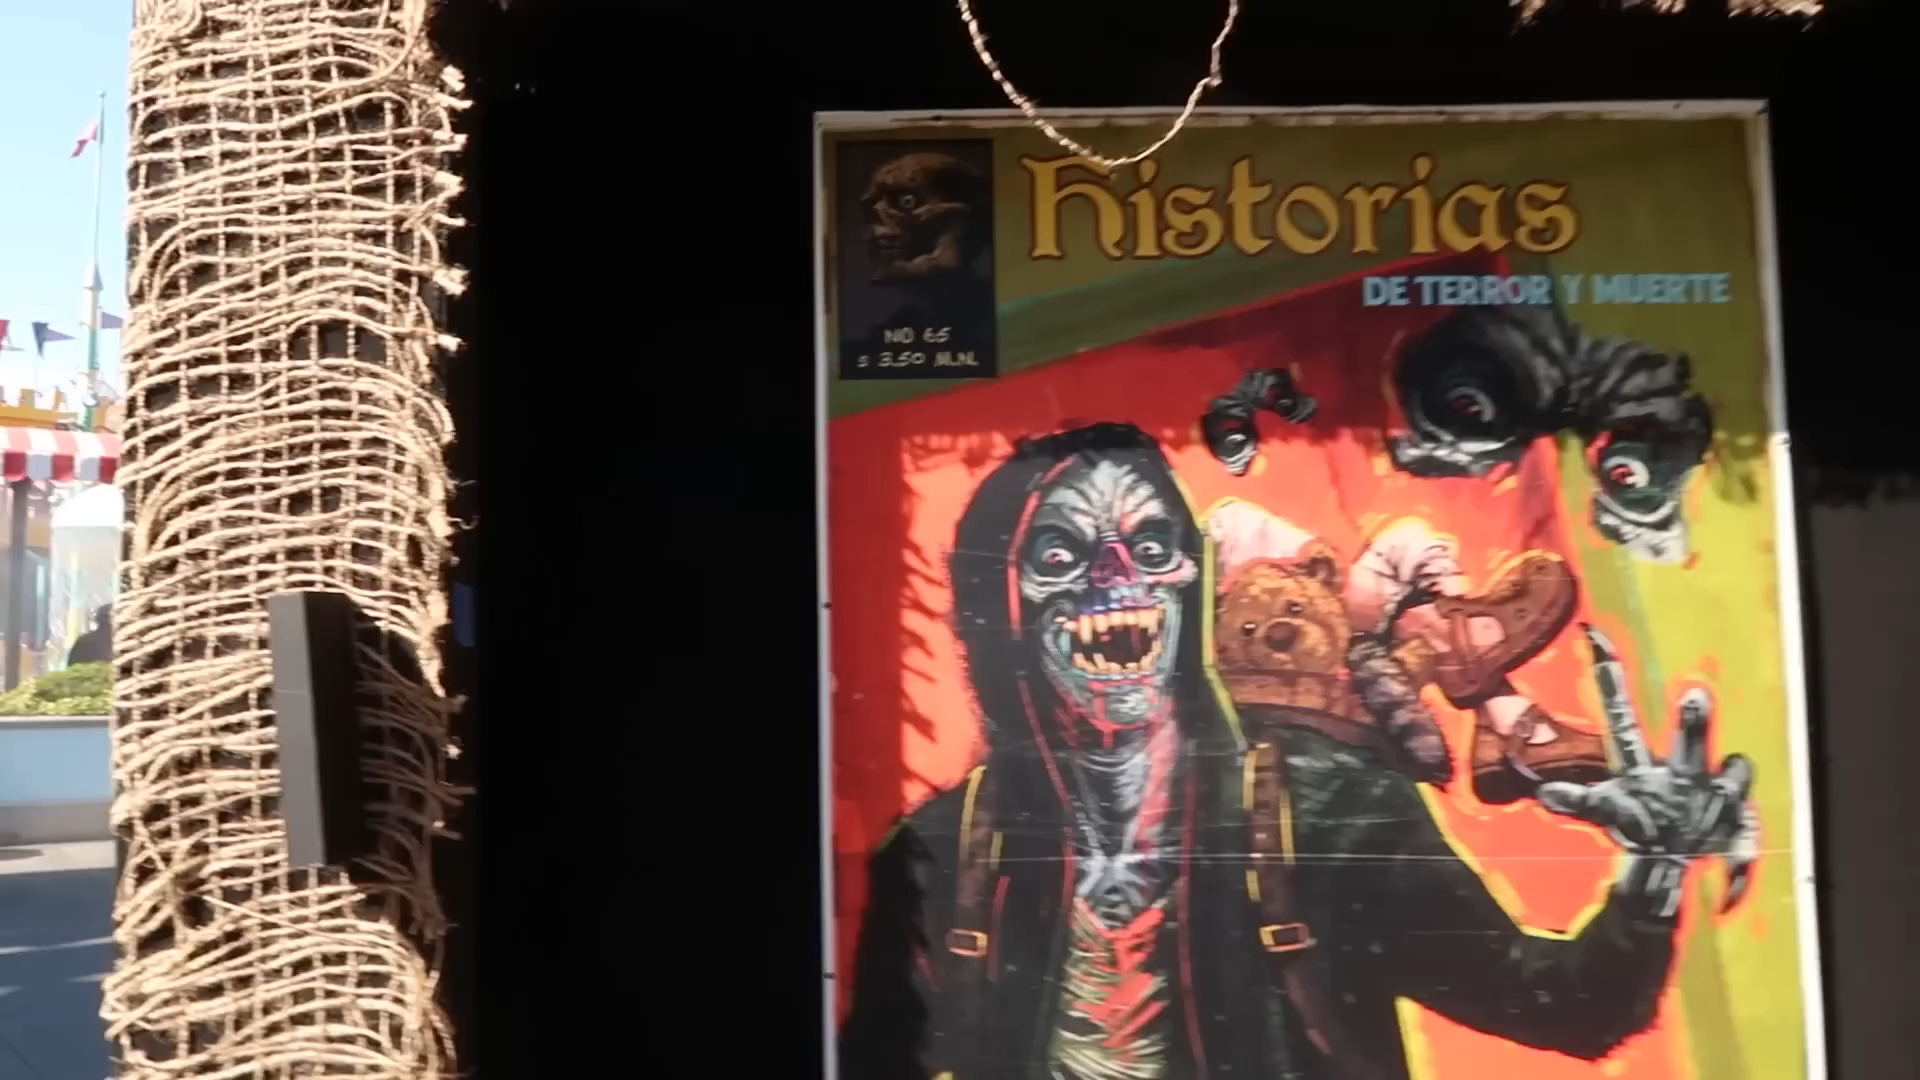 Historias
DE TERROR Y MUERTE
NO 65
$ 3.50 M.N.